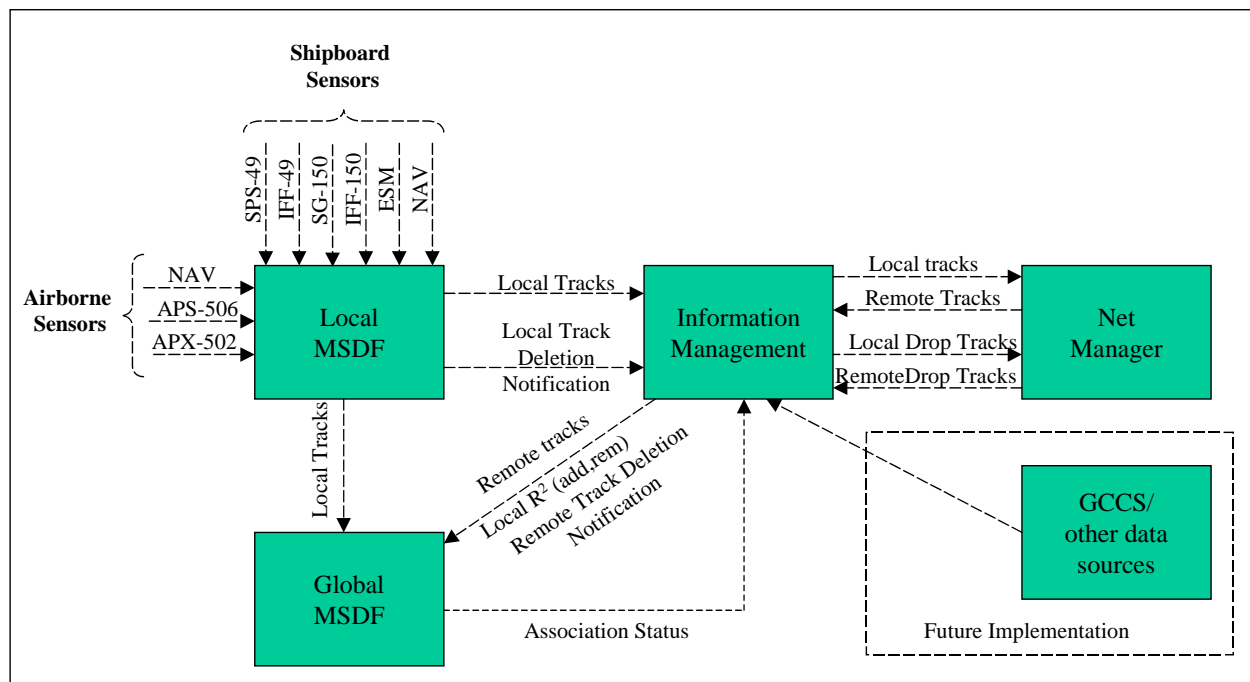 Shipboard
Sensors
SPS-49
IFF-49
SG-150
IFF-150
ESM
NAV
Airborne
Sensors
NAV
APS-506
APX-502
Local
MSDF
Local Tracks
Local Track
Deletion
Notification
Information
Management
Local tracks
Remote Tracks
Local Drop Tracks
RemoteDrop Tracks
Net
Manager
Local Tracks
Remote tracks
Local R² (add,rem)
Remote Track Deletion
Notification
Global
MSDF
Association Status
GCCS/
other data
sources
Future Implementation